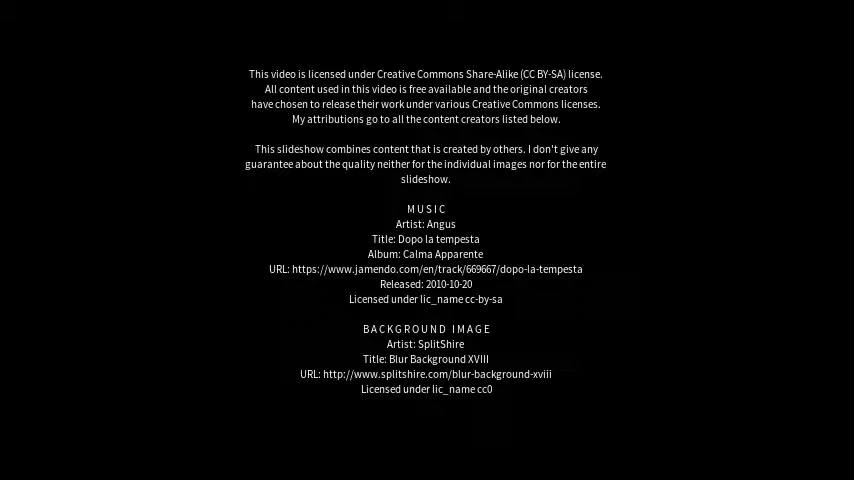 This video is licensed under Creative Commons Share-Alike (CC BY-SA) license.
All content used in this video is free available and the original creators
have chosen to release their work under various Creative Commons licenses.
My attributions go to all the content creators listed below.
This slideshow combines content that is created by others. I don't give any
guarantee about the quality neither for the individual images nor for the entire
slideshow.
MUSIC
Artist: Angus
Title: Dopo la tempesta
Album: Calma Apparente
URL: https://www.jamendo.com/en/track/669667/dopo-la-tempesta
Released: 2010-10-20
Licensed under lic_name cc-by-sa
BACKGROUND IMAGE
Artist: SplitShire
Title: Blur Background XVIII
URL: http://www.splitshire.com/blur-background-xviii
Licensed under lic_name cc0